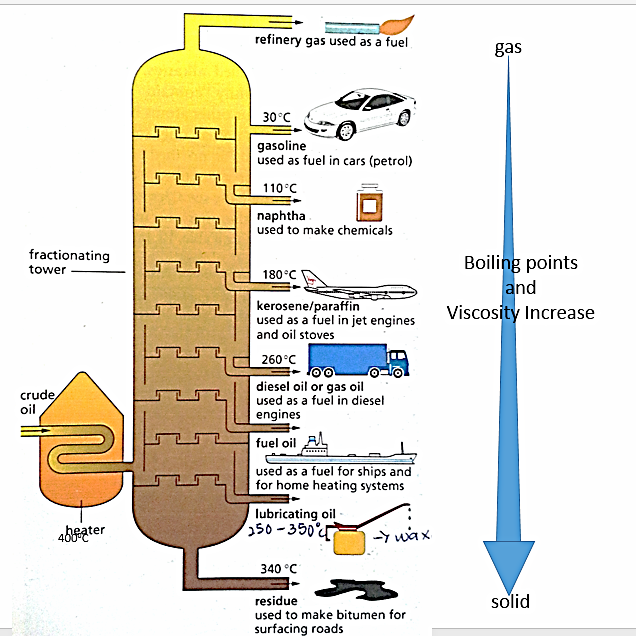 refinery gas used as a fuel
gas
30°C
gasoline
used as fuel in cars (petrol)
110°C
naphtha
used to make chemicals
fractionating
tower
180°C
kerosene/paraffin
used as a fuel in jet engines
and oil stoves
Boiling points
and
Viscosity Increase
260°C
diesel oil or gas oil
used as a fuel in diesel
engines
crude
oil
fuel oil
used as a fuel for ships and
for home heating systems
heater
400°C
lubricating oil
250-350°C
→ wax
340°C
residue
used to make bitumen for
surfacing roads
solid